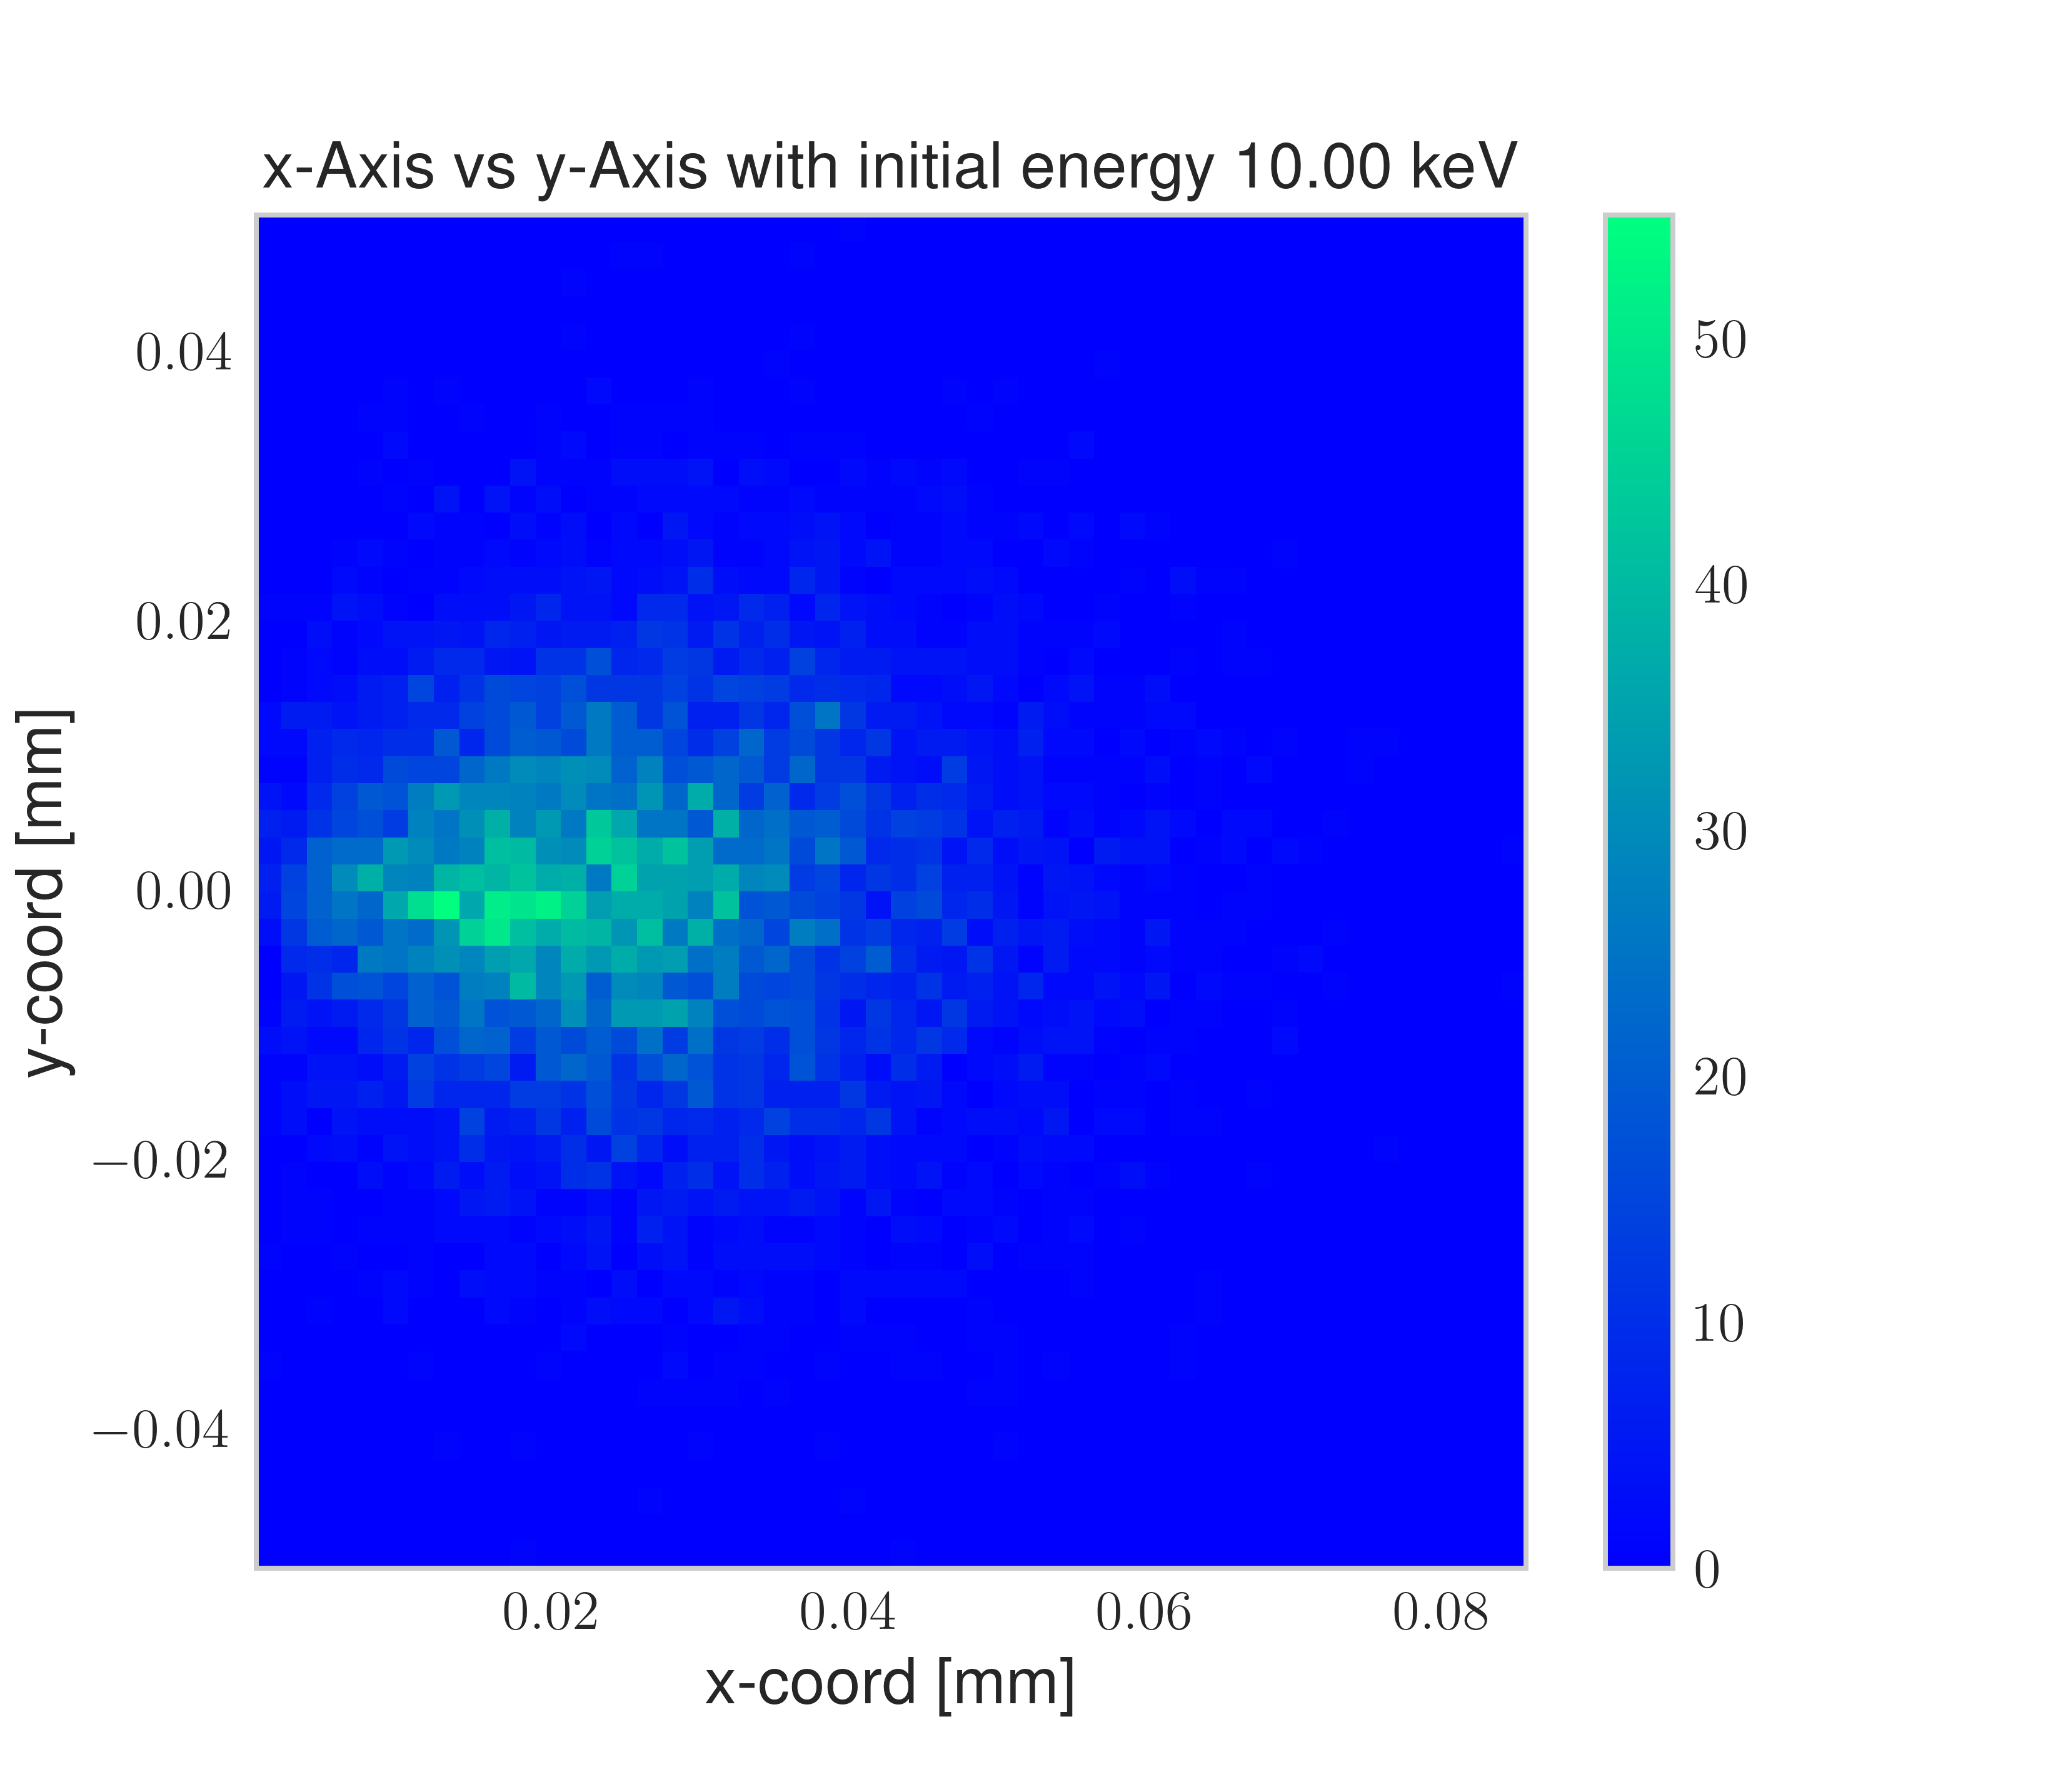 x-Axis vs y-Axis with initial energy 10.00 keV
y-coord [mm]
0.04
0.02
0.00
−0.02
−0.04
0.02 0.04 0.06 0.08
x-coord [mm]
50
40
30
20
10
0